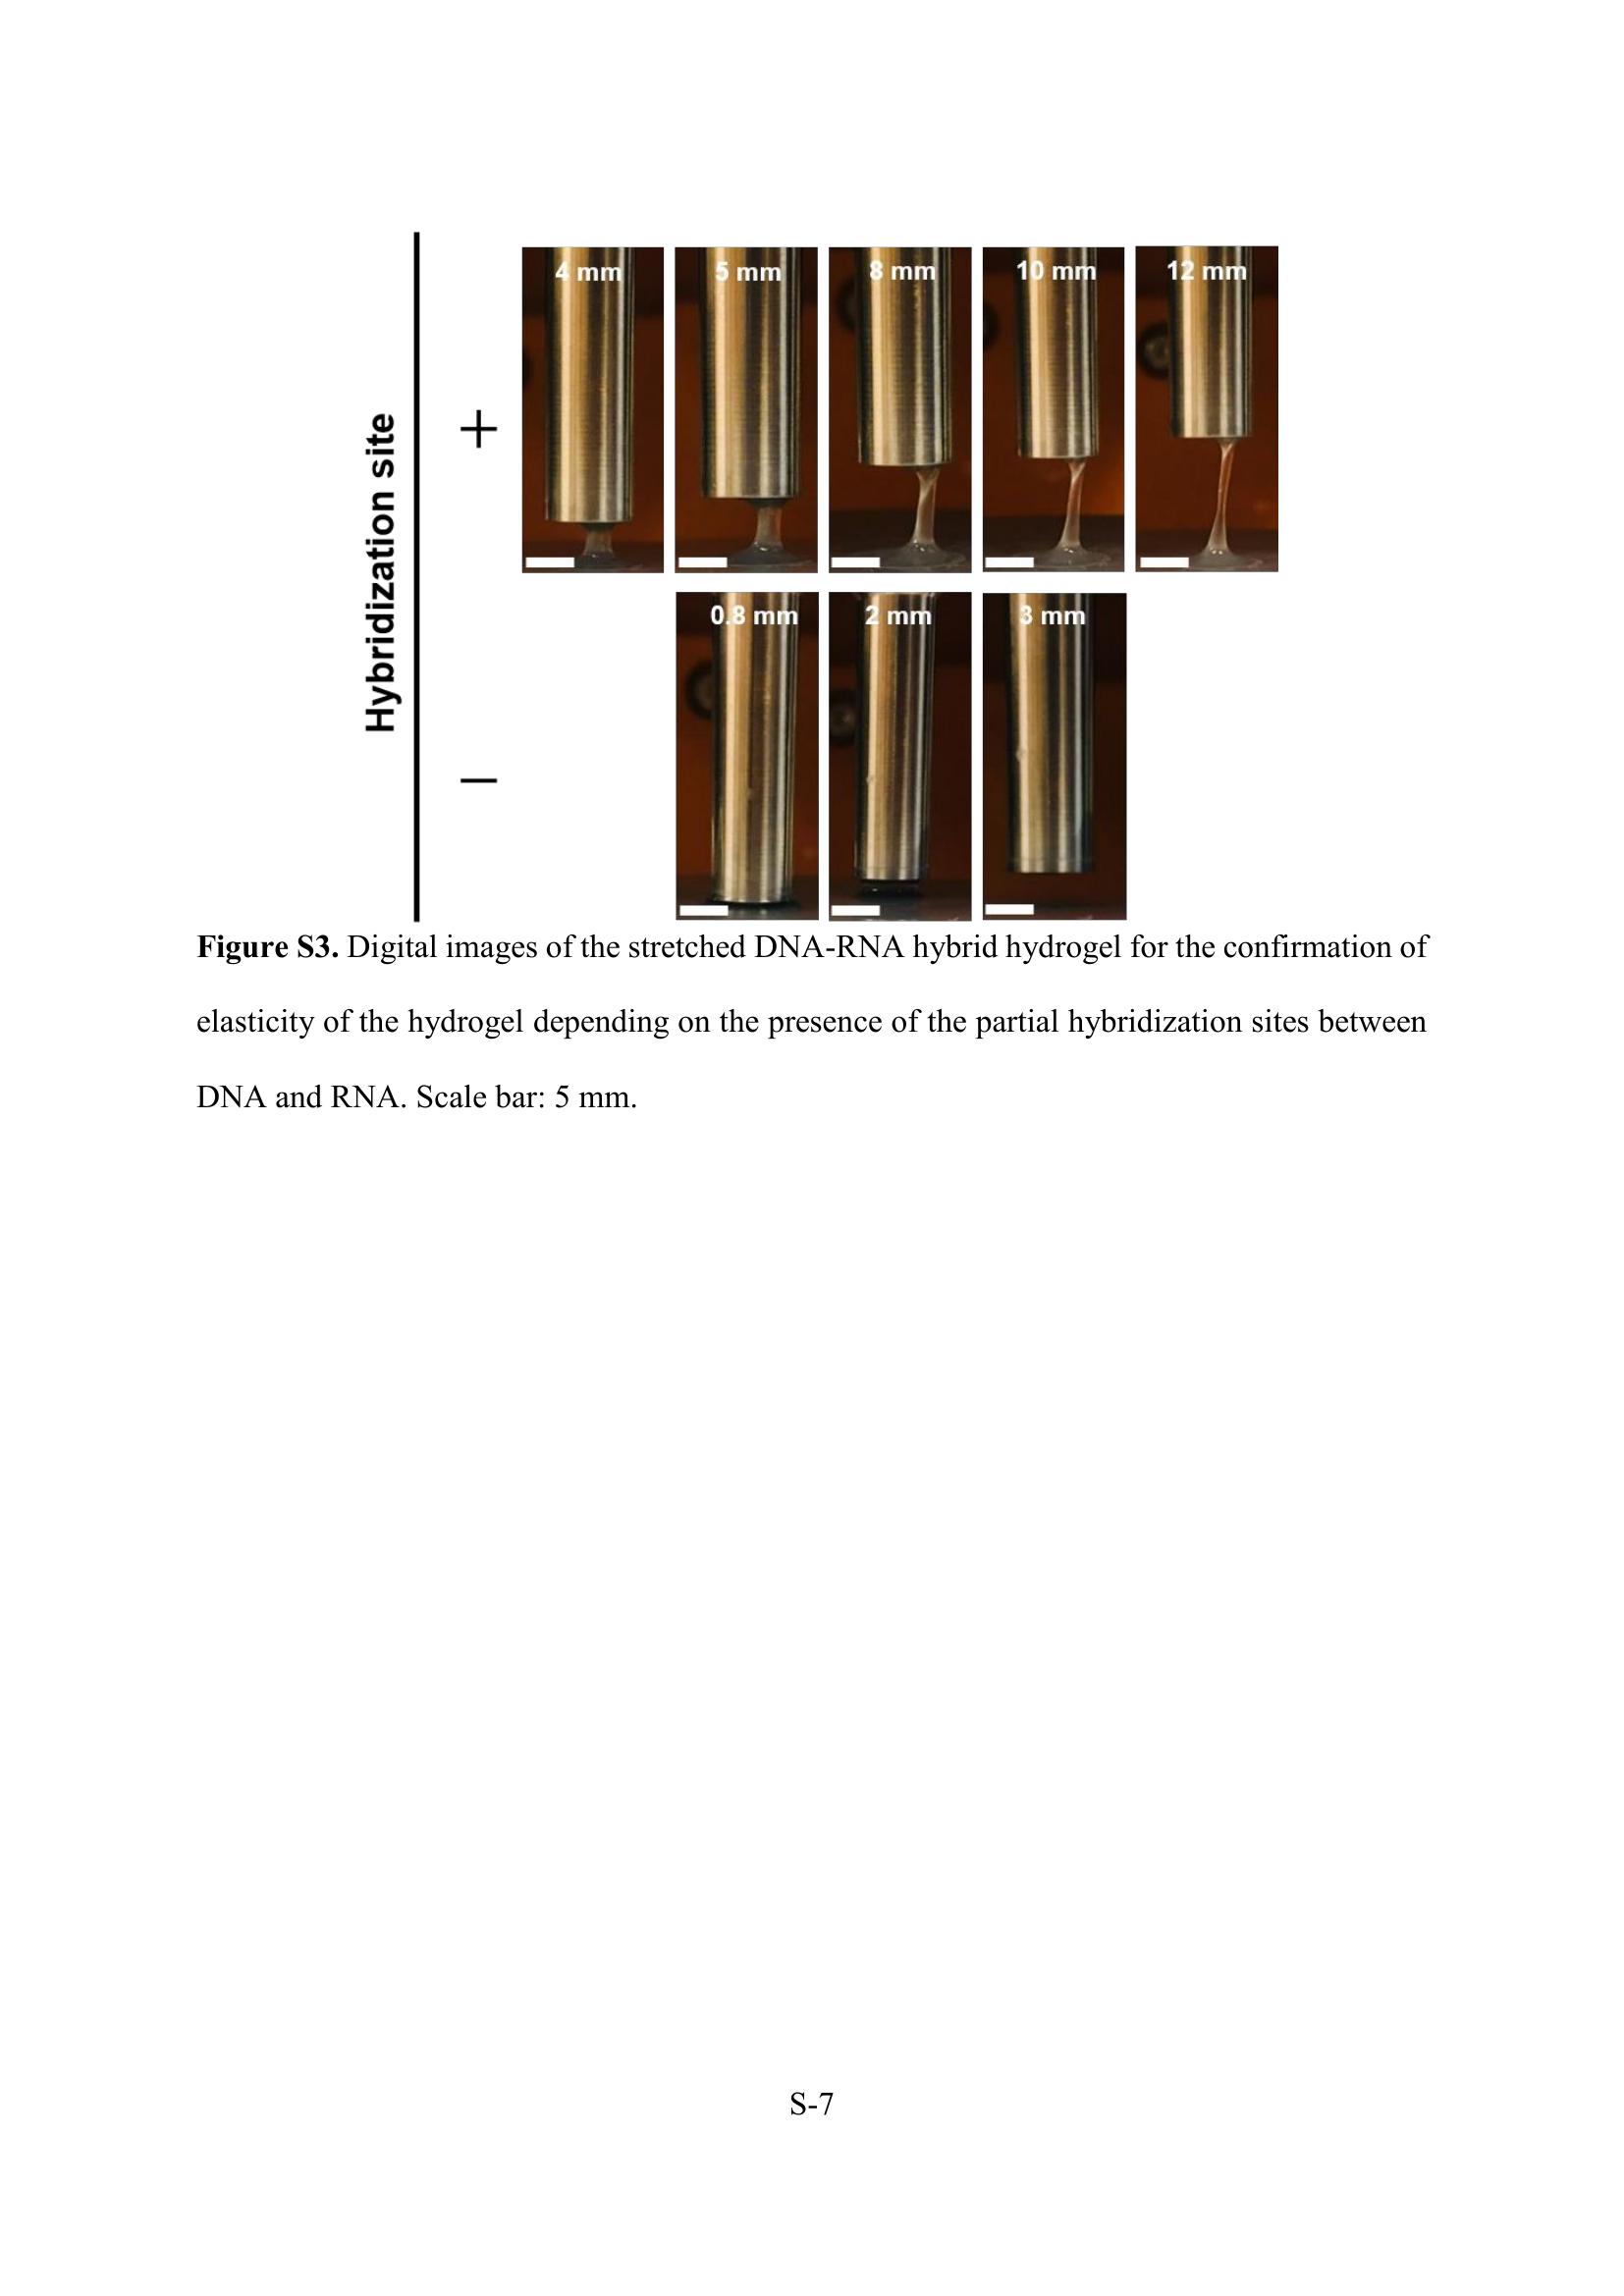 Hybridization site
+
4 mm
5 mm
8 mm
10 mm
12 mm
−
0.8 mm
2 mm
3 mm
Figure S3. Digital images of the stretched DNA-RNA hybrid hydrogel for the confirmation of
elasticity of the hydrogel depending on the presence of the partial hybridization sites between
DNA and RNA. Scale bar: 5 mm.
S-7